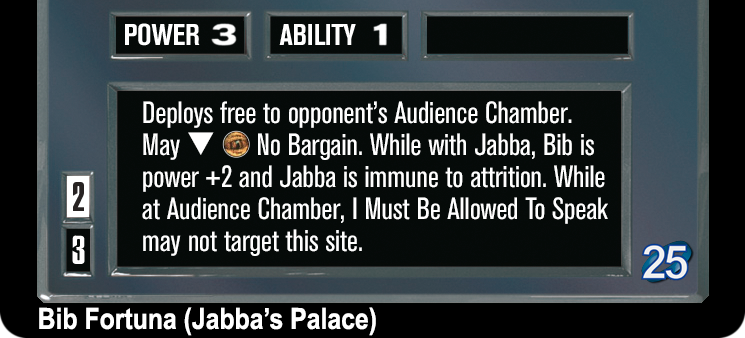 POWER 3 ABILITY 1
Deploys free to opponent’s Audience Chamber.
May ▼ No Bargain. While with Jabba, Bib is
power +2 and Jabba is immune to attrition. While
at Audience Chamber, I Must Be Allowed To Speak
may not target this site.
2
3
25
Bib Fortuna (Jabba’s Palace)